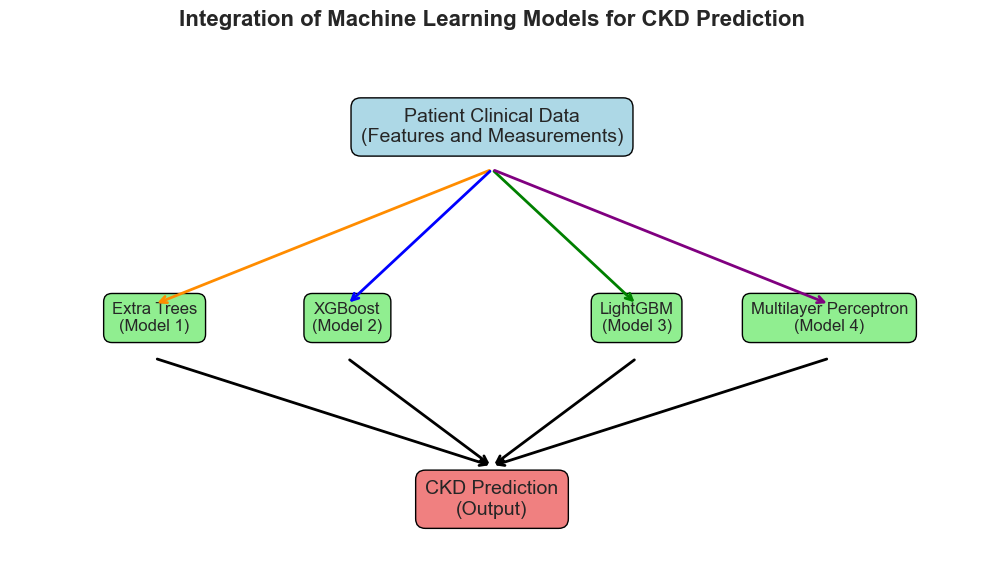 Integration of Machine Learning Models for CKD Prediction
Patient Clinical Data
(Features and Measurements)
Extra Trees
(Model 1)
XGBoost
(Model 2)
LightGBM
(Model 3)
Multilayer Perceptron
(Model 4)
CKD Prediction
(Output)